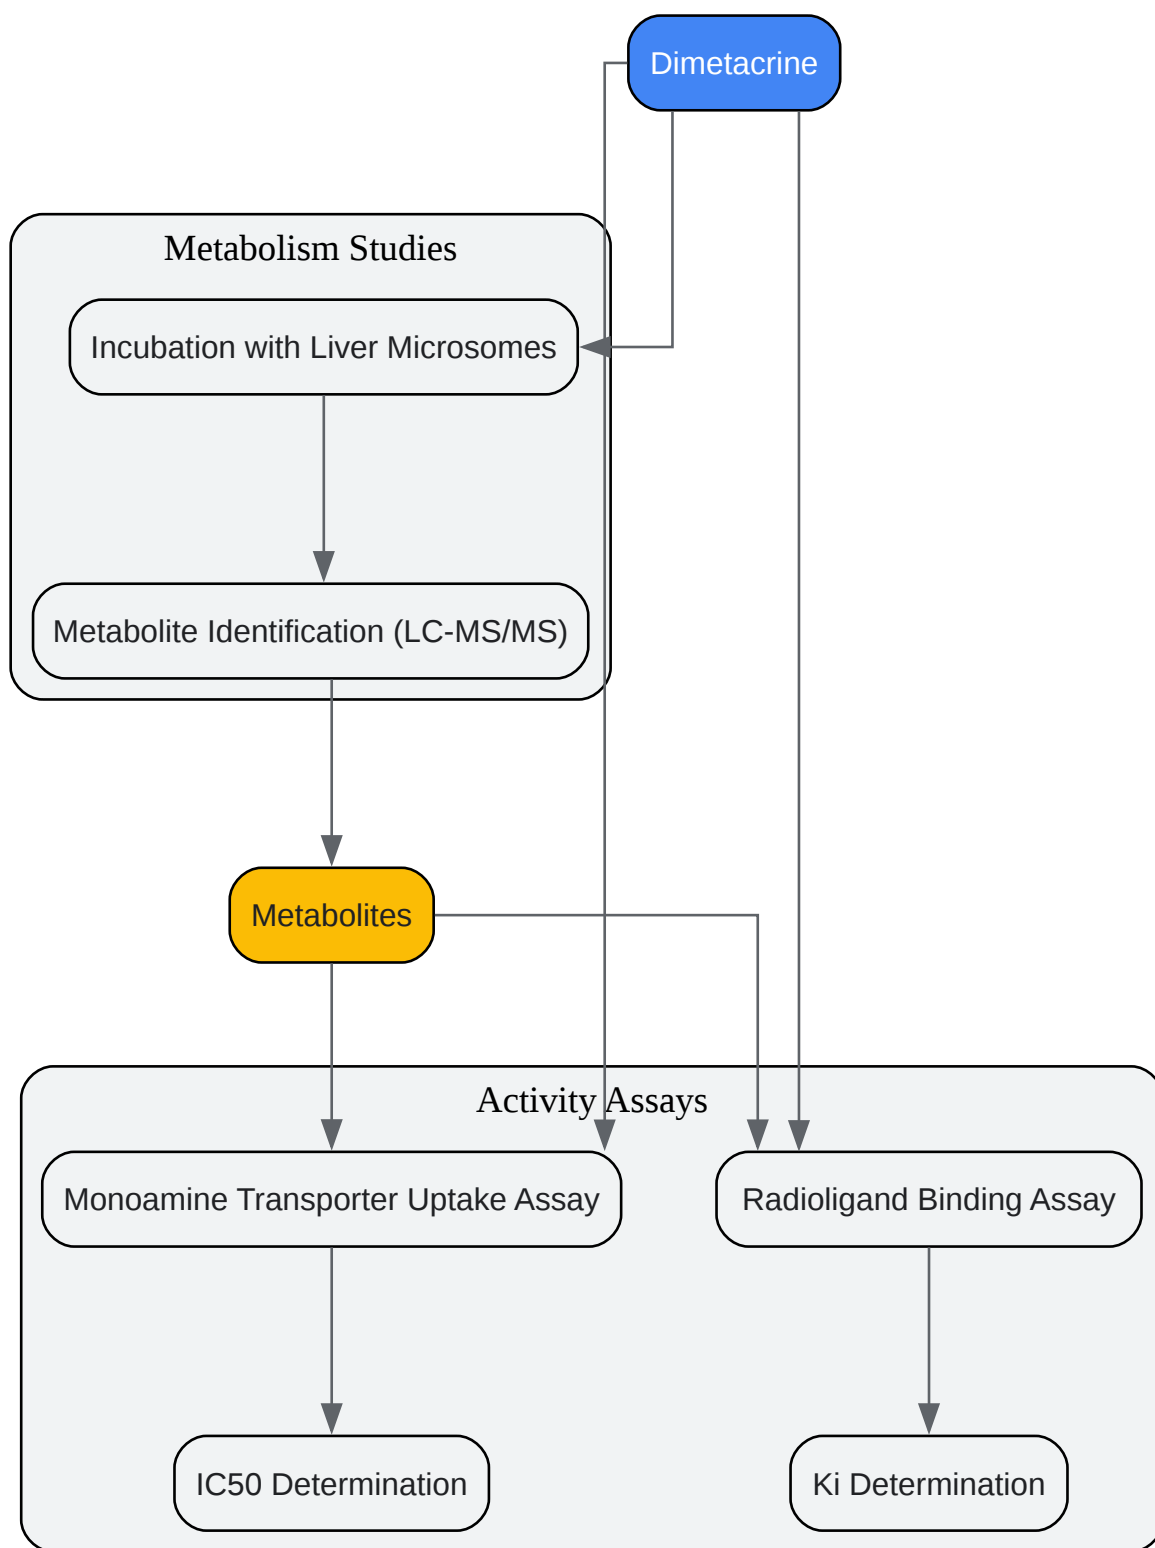 Dimetacrine
Metabolism Studies
Incubation with Liver Microsomes
Metabolite Identification (LC-MS/MS)
Metabolites
Activity Assays
Monoamine Transporter Uptake Assay
Radioligand Binding Assay
IC50 Determination
Ki Determination